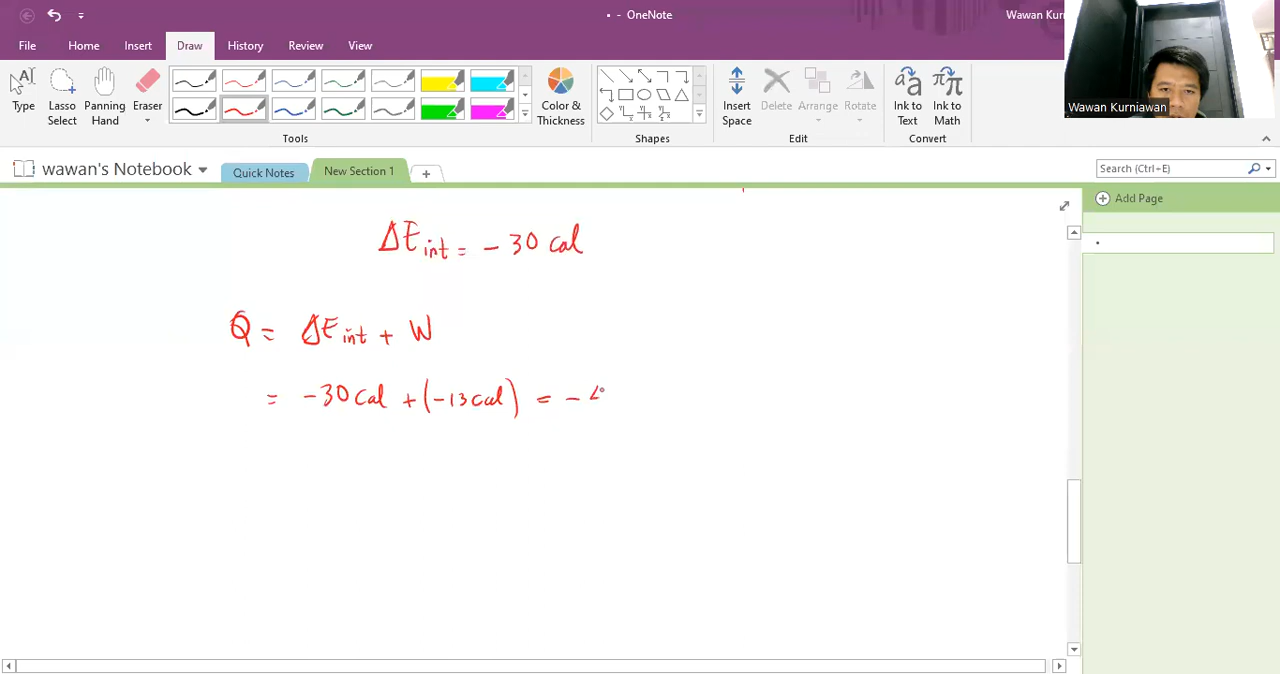 - OneNote
Wawan Kur
File Home Insert Draw History Review View
Type
Lasso Select
Panning Hand
Eraser
Color & Thickness
Insert Space
Delete
Arrange
Rotate
Ink to Text
Ink to Math
Tools
Shapes
Edit
Convert
Wawan Kurniawan
wawan's Notebook
Quick Notes
New Section 1
Search (Ctrl+E)
Add Page
ΔE int = - 30 cal
Q = ΔE int + W
= - 30 cal + (-13 cal) = -